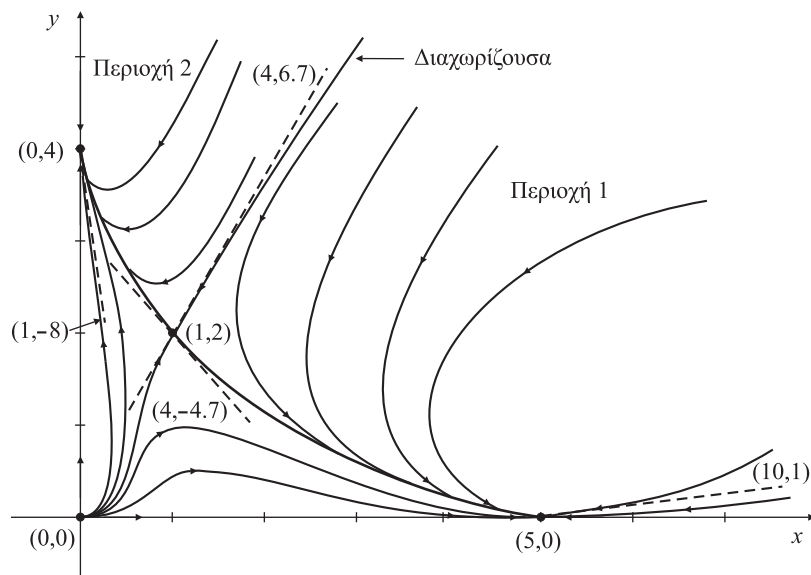 y
Περιοχή 2
(4,6.7)
Διαχωρίζουσα
(0,4)
Περιοχή 1
(1,−8)
(1,2)
(4,−4.7)
(10,1)
(0,0)
(5,0)
x